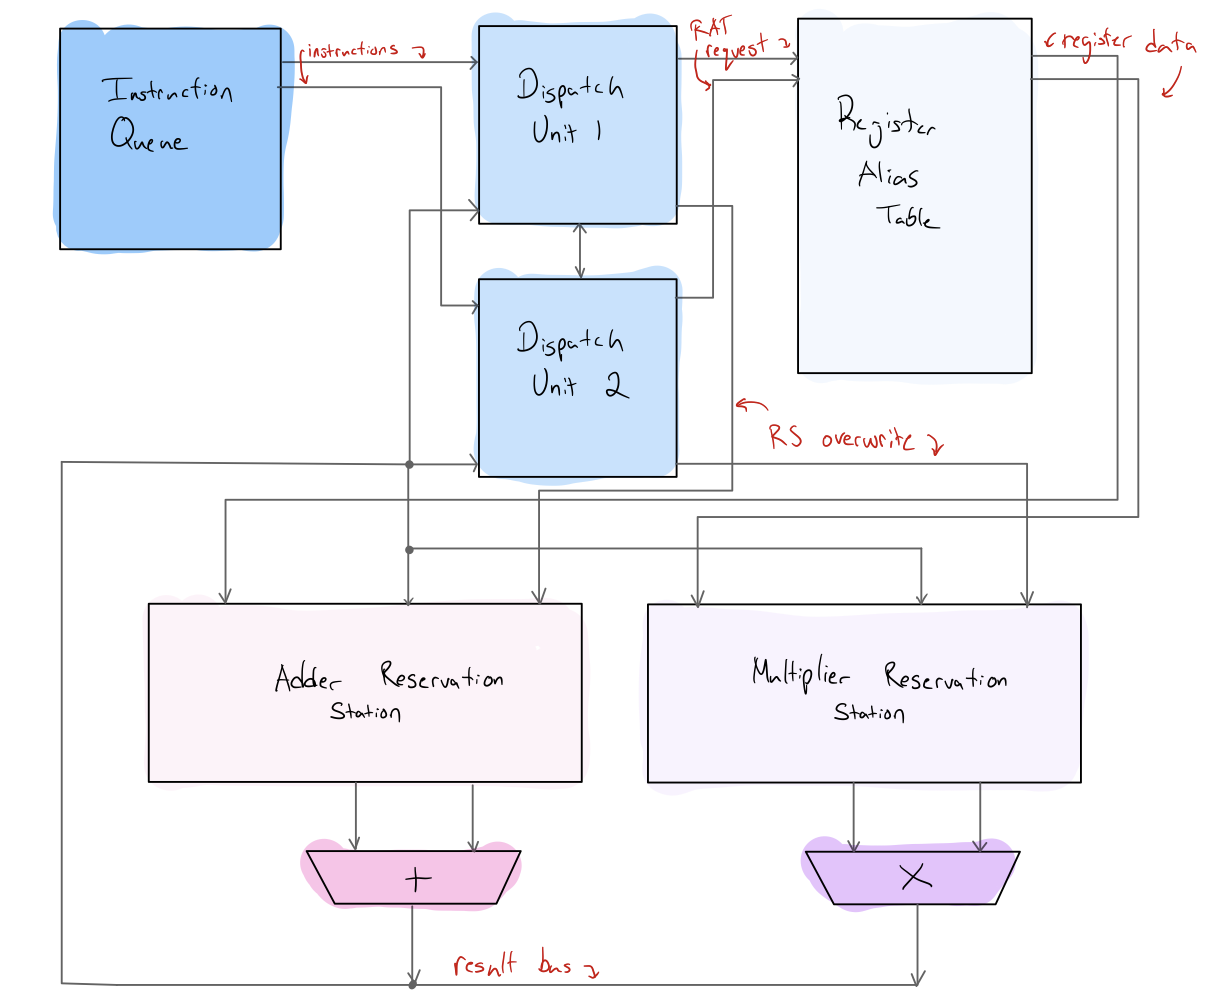 Instruction
Queue
instructions
Dispatch
Unit 1
RAT
request
Register
Alias
Table
register data
Dispatch
Unit 2
RS overwrite
Adder Reservation
Station
Multiplier Reservation
Station
+
X
result bus